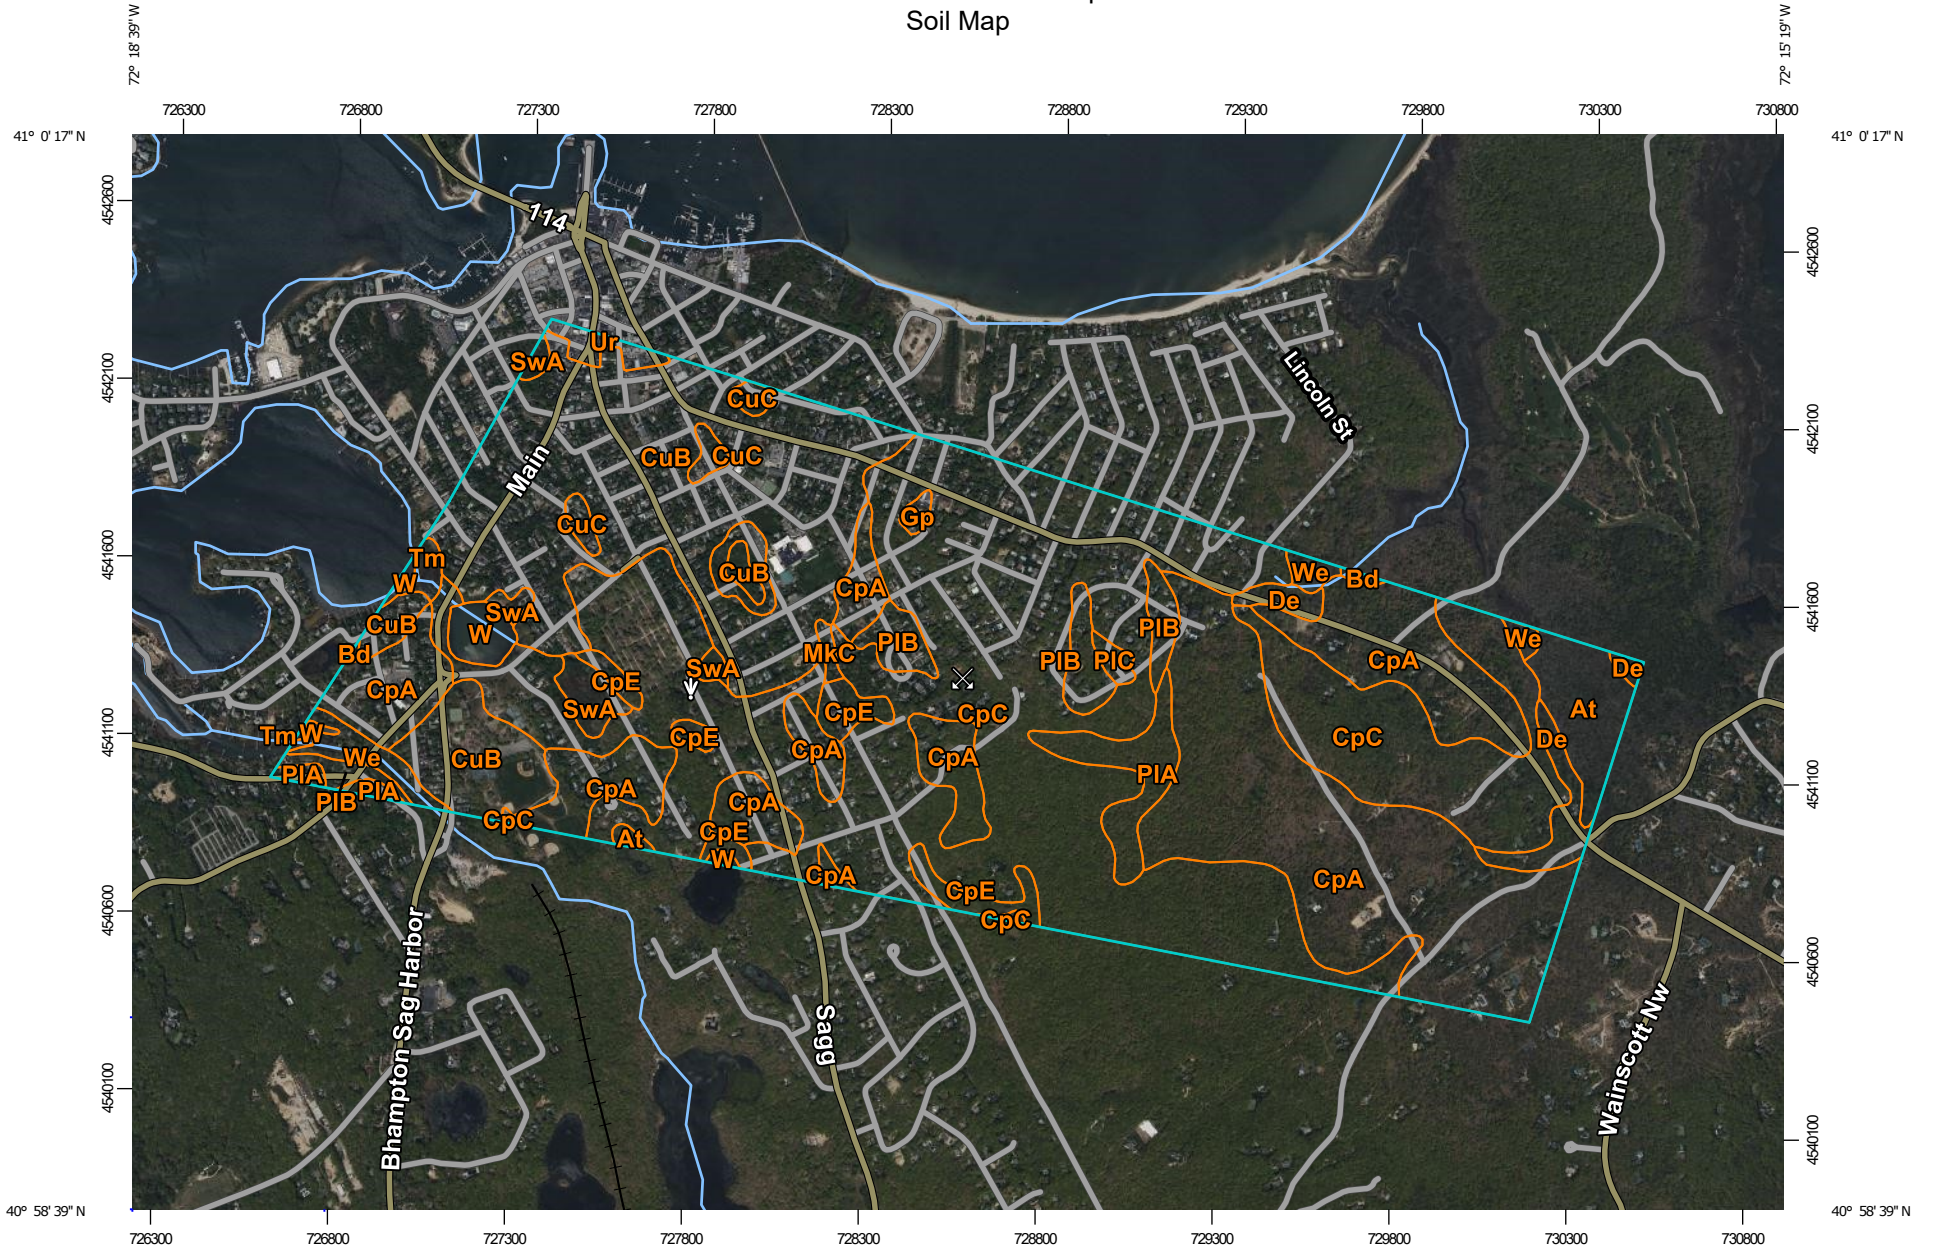 Soil Map
72° 18' 39'' W
72° 15' 19'' W
726300
726800
727300
727800
728300
728800
729300
729800
730300
730800
41° 0' 17'' N
41° 0' 17'' N
4542600
4542600
114
Ur
SwA
4542100
Lincoln St
CuC
4542100
CuB
CuC
Main
CuC
Gp
4541600
Tm
We
Bd
W
CuB
CpA
De
4541600
SwA
CuB
W
PlB
We
PlB
Bd
MkC
PlB
PlC
CpA
SwA
De
CpE
CpA
SwA
CpE
CpC
At
4541100
Tm
W
CpE
CpC
De
We
CuB
CpA
CpA
PlA
PlA
4541100
PlB
PlA
CpA
CpA
CpC
CpE
At
W
CpA
CpA
CpE
4540600
CpC
4540600
Bhampton Sag Harbor
Sagg
Wainscott Nw
4540100
4540100
40° 58' 39'' N
40° 58' 39'' N
726300
726800
727300
727800
728300
728800
729300
729800
730300
730800